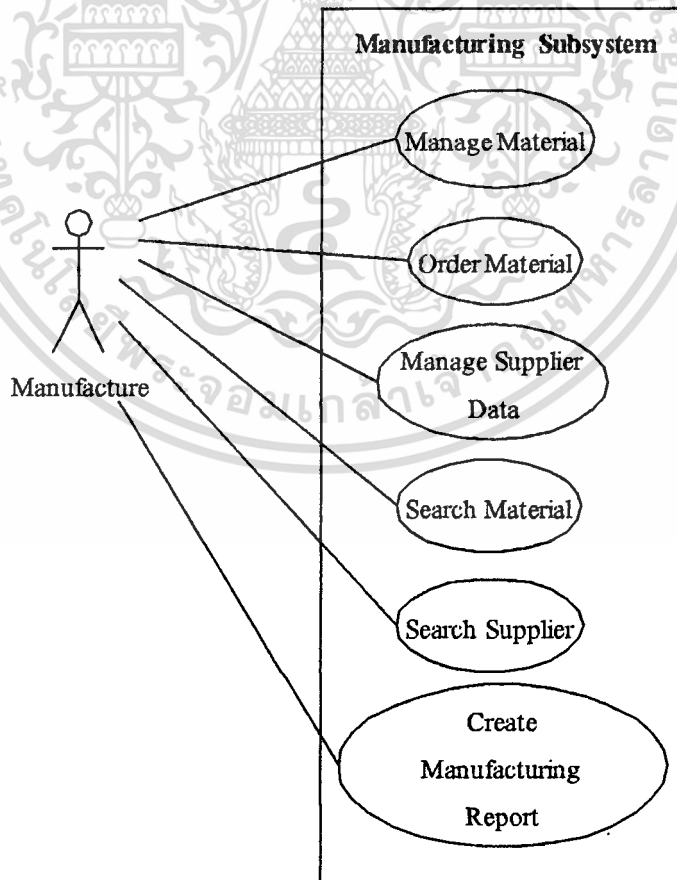 Manufacturing Subsystem
Manage Material
Order Material
Manage Supplier
Data
Manufacture
Search Material
Search Supplier
Create
Manufacturing
Report